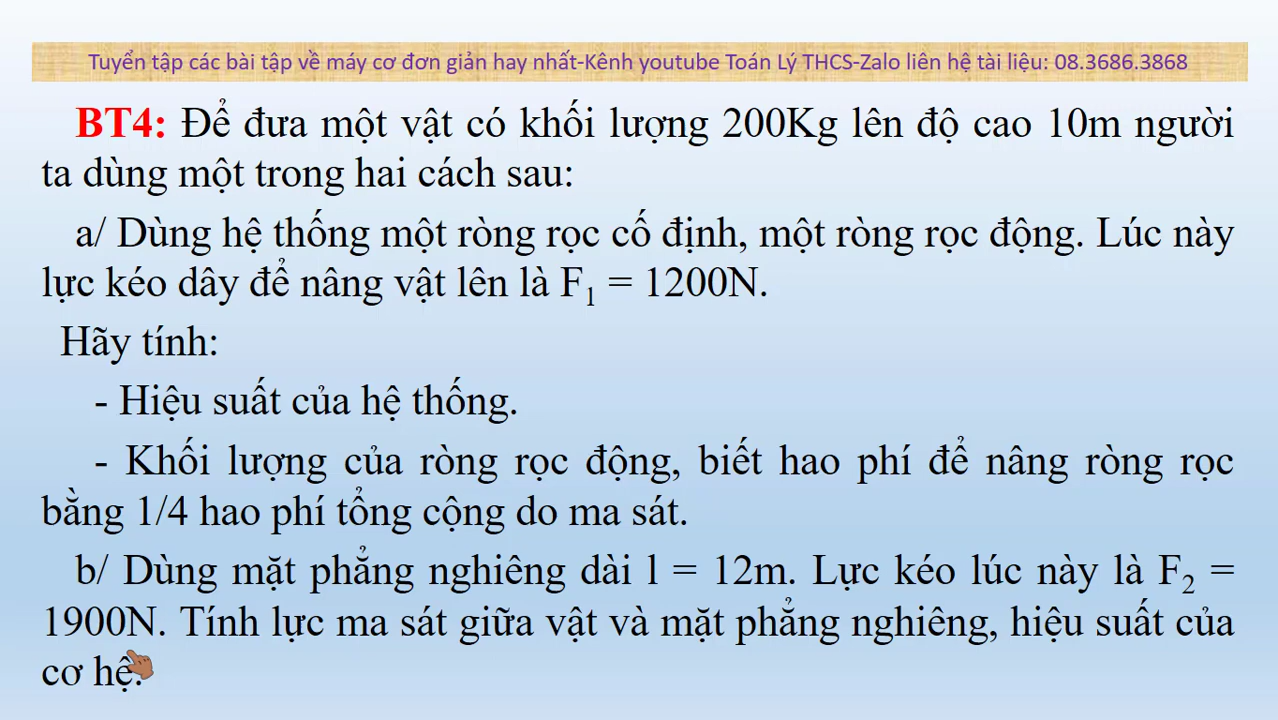 Tuyển tập các bài tập về máy cơ đơn giản hay nhất-Kênh youtube Toán Lý THCS-Zalo liên hệ tài liệu: 08.3686.3868
BT4: Để đưa một vật có khối lượng 200Kg lên độ cao 10m người
ta dùng một trong hai cách sau:
a/ Dùng hệ thống một ròng rọc cố định, một ròng rọc động. Lúc này
lực kéo dây để nâng vật lên là F₁ = 1200N.
Hãy tính:
- Hiệu suất của hệ thống.
- Khối lượng của ròng rọc động, biết hao phí để nâng ròng rọc
bằng 1/4 hao phí tổng cộng do ma sát.
b/ Dùng mặt phẳng nghiêng dài l = 12m. Lực kéo lúc này là F₂ =
1900N. Tính lực ma sát giữa vật và mặt phẳng nghiêng, hiệu suất của
cơ hệ.